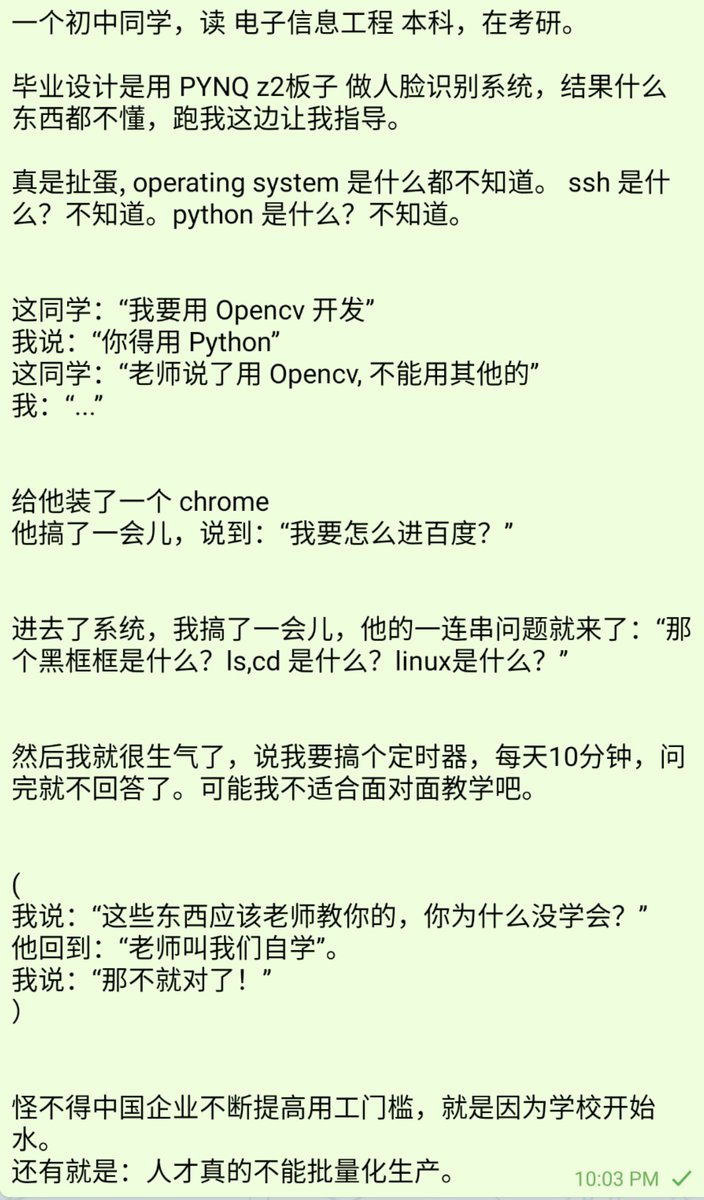 一个初中同学，读 电子信息工程 本科，在考研。
毕业设计是用 PYNQ z2板子 做人脸识别系统，结果什
东西都不懂，跑我这边让我指导。
真是扯蛋, operating system 是什么都不知道。 ssh 是什
么？不知道。python 是什么？不知道。
这同学：“我要用 Opencv 开发”
我说：“你得用 Python”
这同学：“老师说了用 Opencv, 不能用其他的”
我：“...”
给他装了一个 chrome
他搞了一会儿，说到：“我要怎么进百度？”
进去了系统，我搞了一会儿，他的一连串问题就来了：“那
个黑框框是什么？ls,cd 是什么？linux是什么？”
然后我就很生气了，说我要搞个定时器，每天10分钟，问
完就不回答了。可能我不适合面对面教学吧。
(
我说：“这些东西应该老师教你的，你为什么没学会？”
他回到：“老师叫我们自学”。
我说：“那不就对了！”
)
怪不得中国企业不断提高用工门槛，就是因为学校开始
水。
还有就是：人才真的不能批量化生产。
10:03 PM